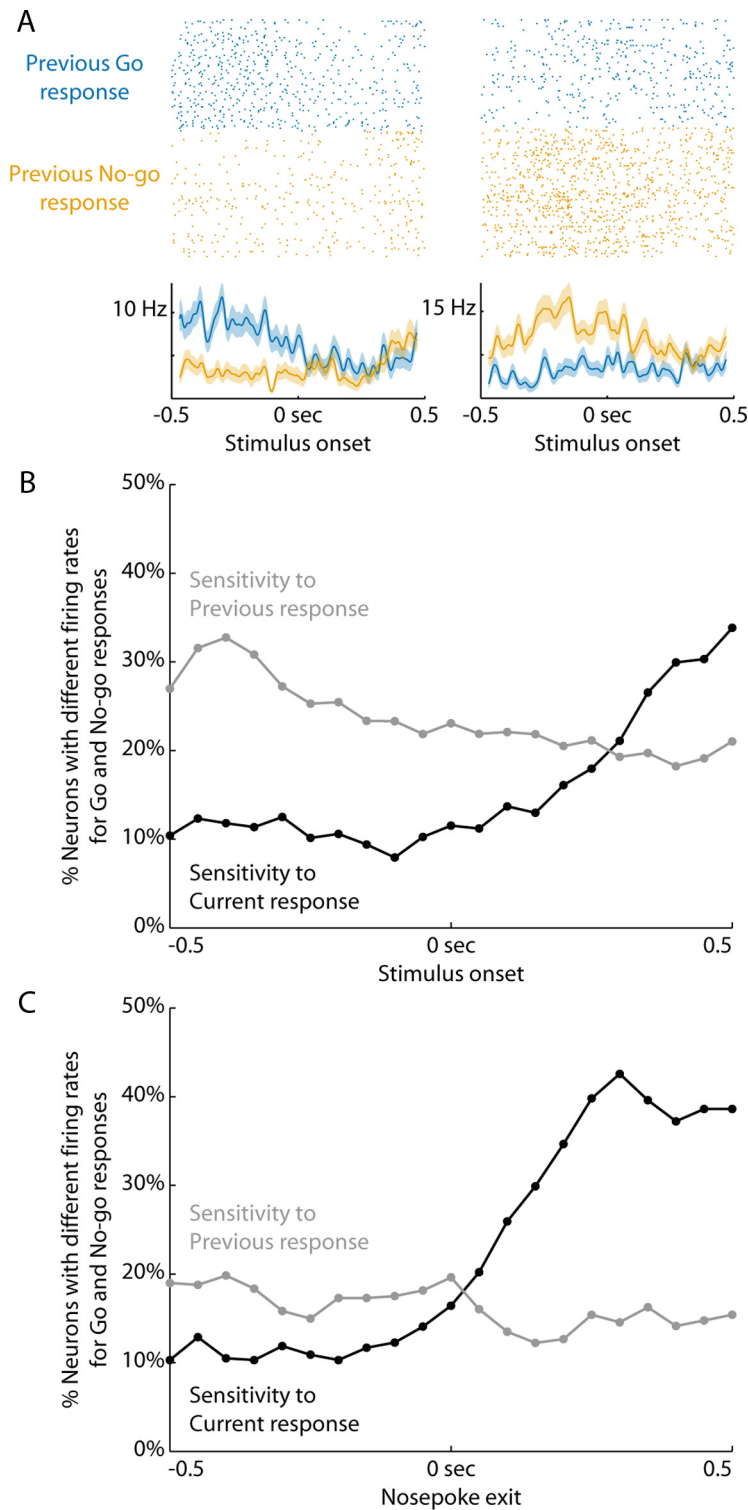 A
Previous Go
response
Previous No-go
response
10 Hz
15 Hz
-0.5 0 sec 0.5
-0.5 0 sec 0.5
Stimulus onset
Stimulus onset
B
% Neurons with different firing rates
for Go and No-go responses
50%
40%
30%
20%
10%
0%
Sensitivity to
Previous response
Sensitivity to
Current response
-0.5 0 sec 0.5
Stimulus onset
C
% Neurons with different firing rates
for Go and No-go responses
50%
40%
30%
20%
10%
0%
Sensitivity to
Previous response
Sensitivity to
Current response
-0.5 0 sec 0.5
Nosepoke exit